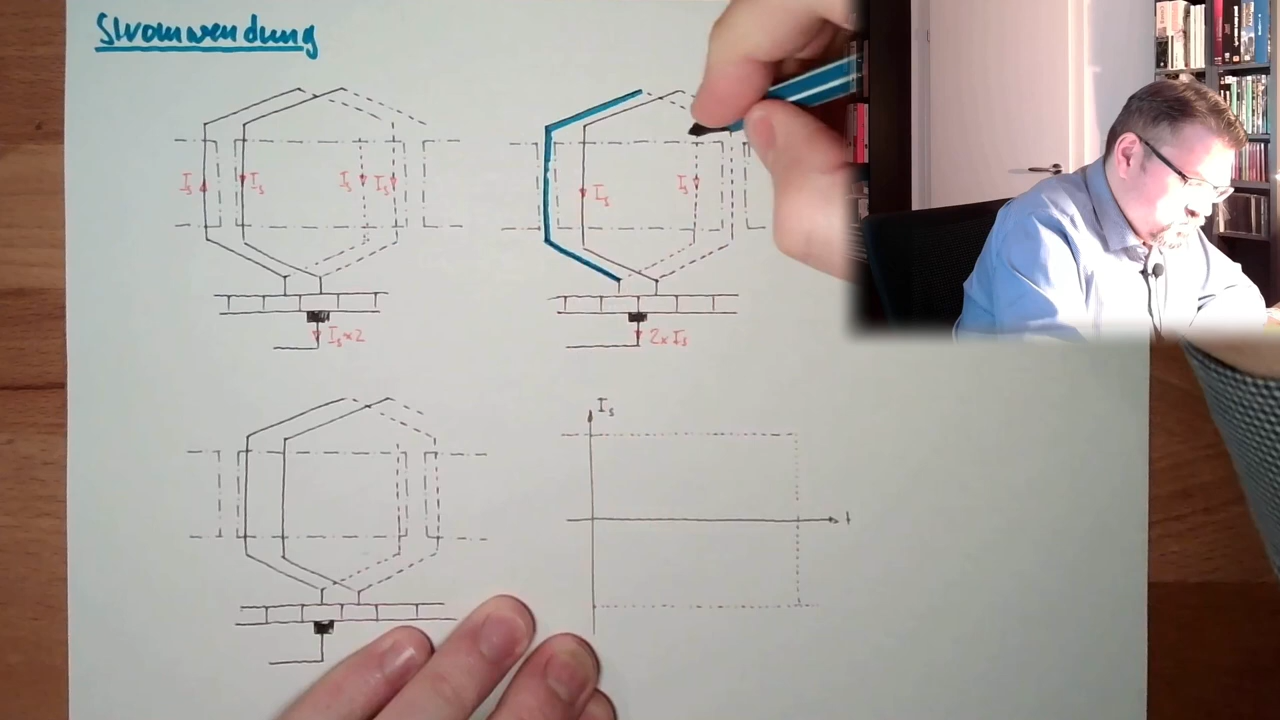 Stromwendung
Is Is Is Is
Is Is
Is×2
2×Is
Is
t